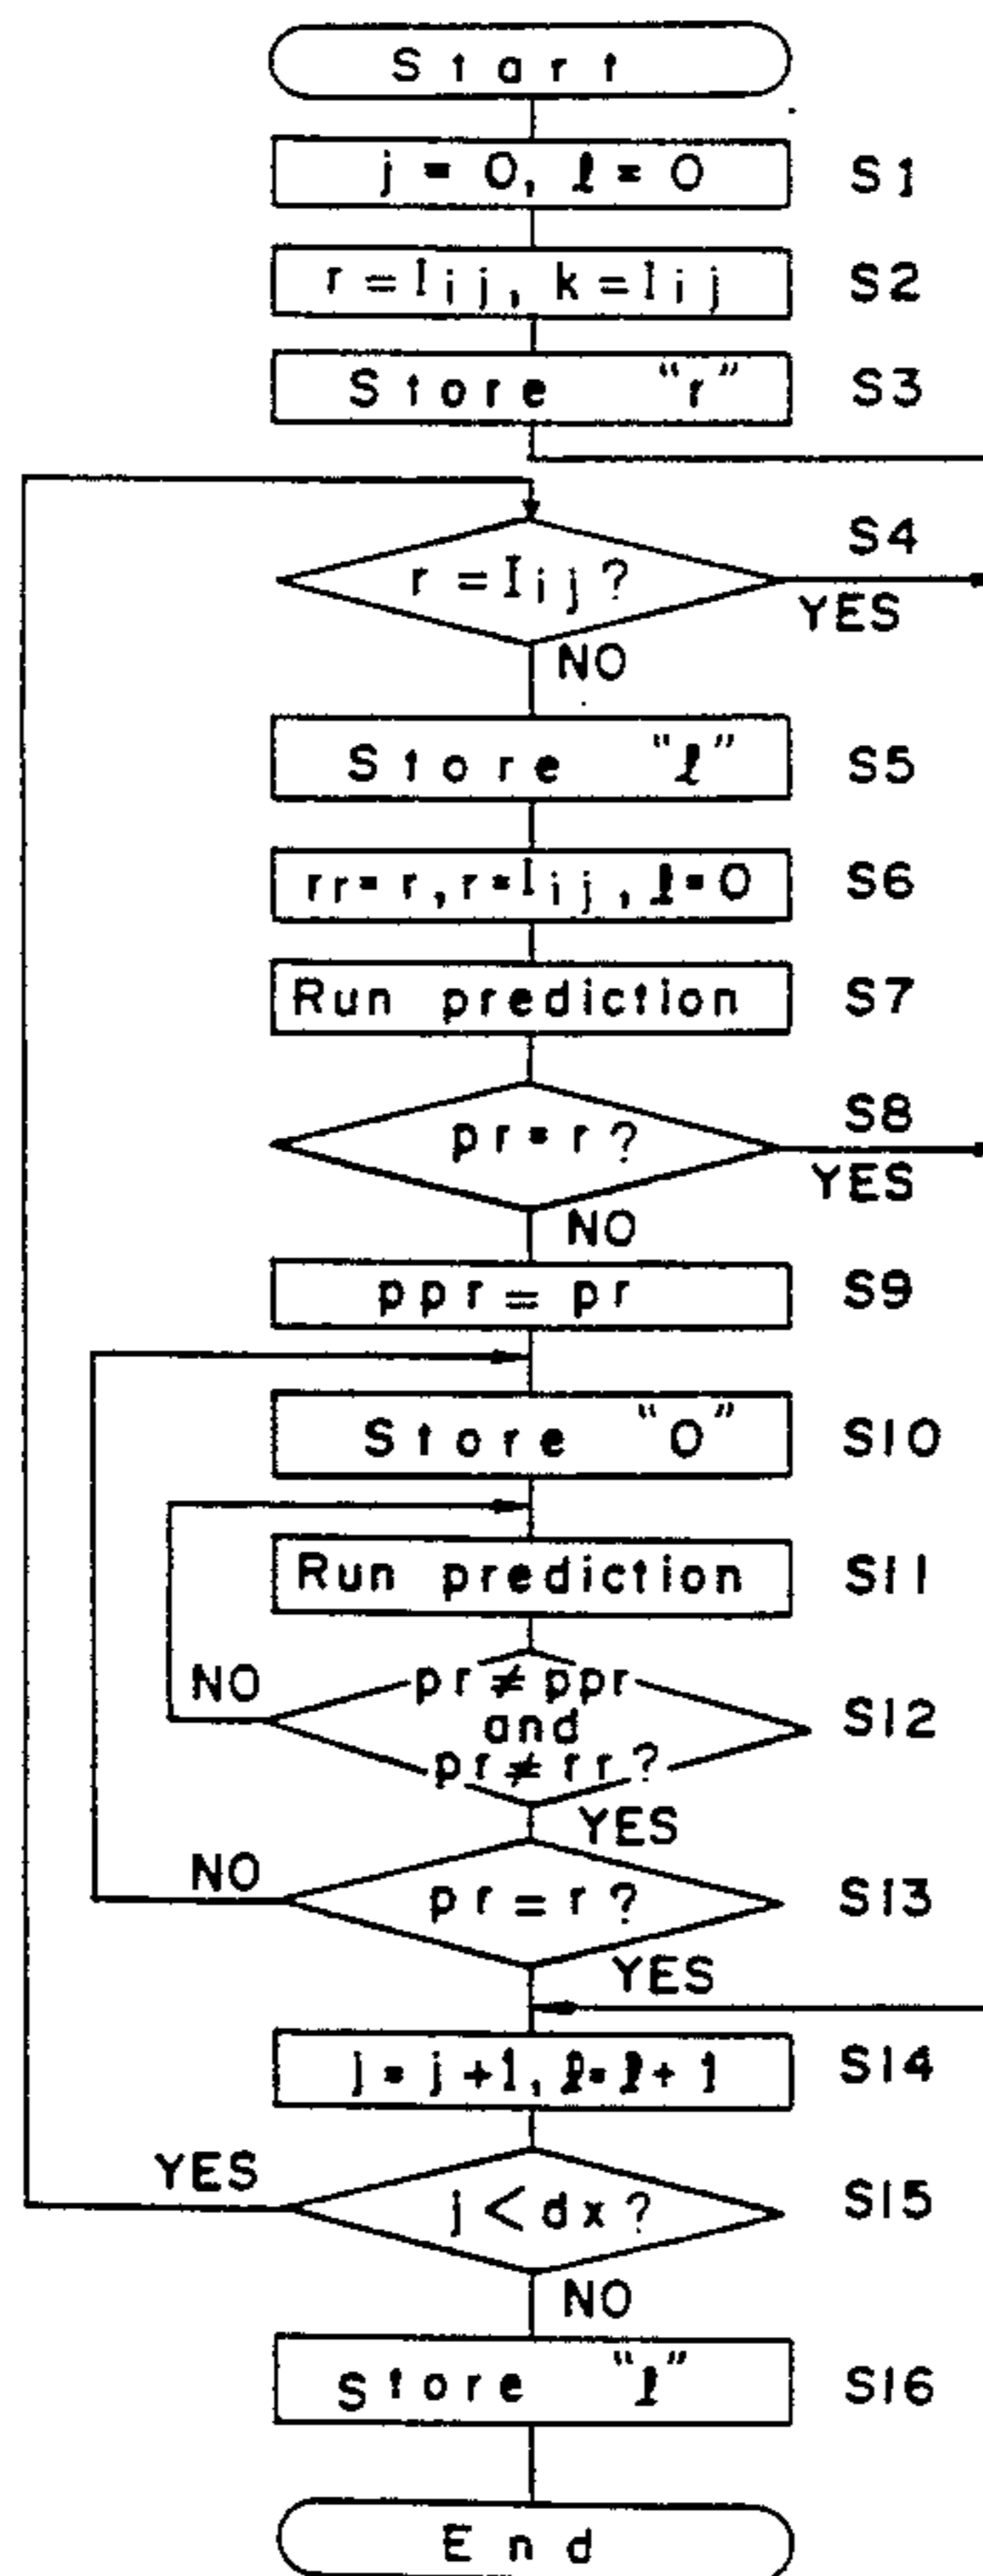 Start
j = 0, ℓ = 0 S1
r = Iij, k = Iij S2
Store "r" S3
S4
r = Iij ?
YES
NO
Store "ℓ" S5
rr = r, r = Iij, ℓ = 0 S6
Run prediction S7
S8
pr = r ?
YES
NO
ppr = pr S9
Store "0" S10
Run prediction S11
NO
pr ≠ ppr
and S12
pr ≠ rr ?
YES
NO
pr = r ? S13
YES
j = j + 1, ℓ = ℓ + 1 S14
YES
j < dx ? S15
NO
Store "ℓ" S16
End